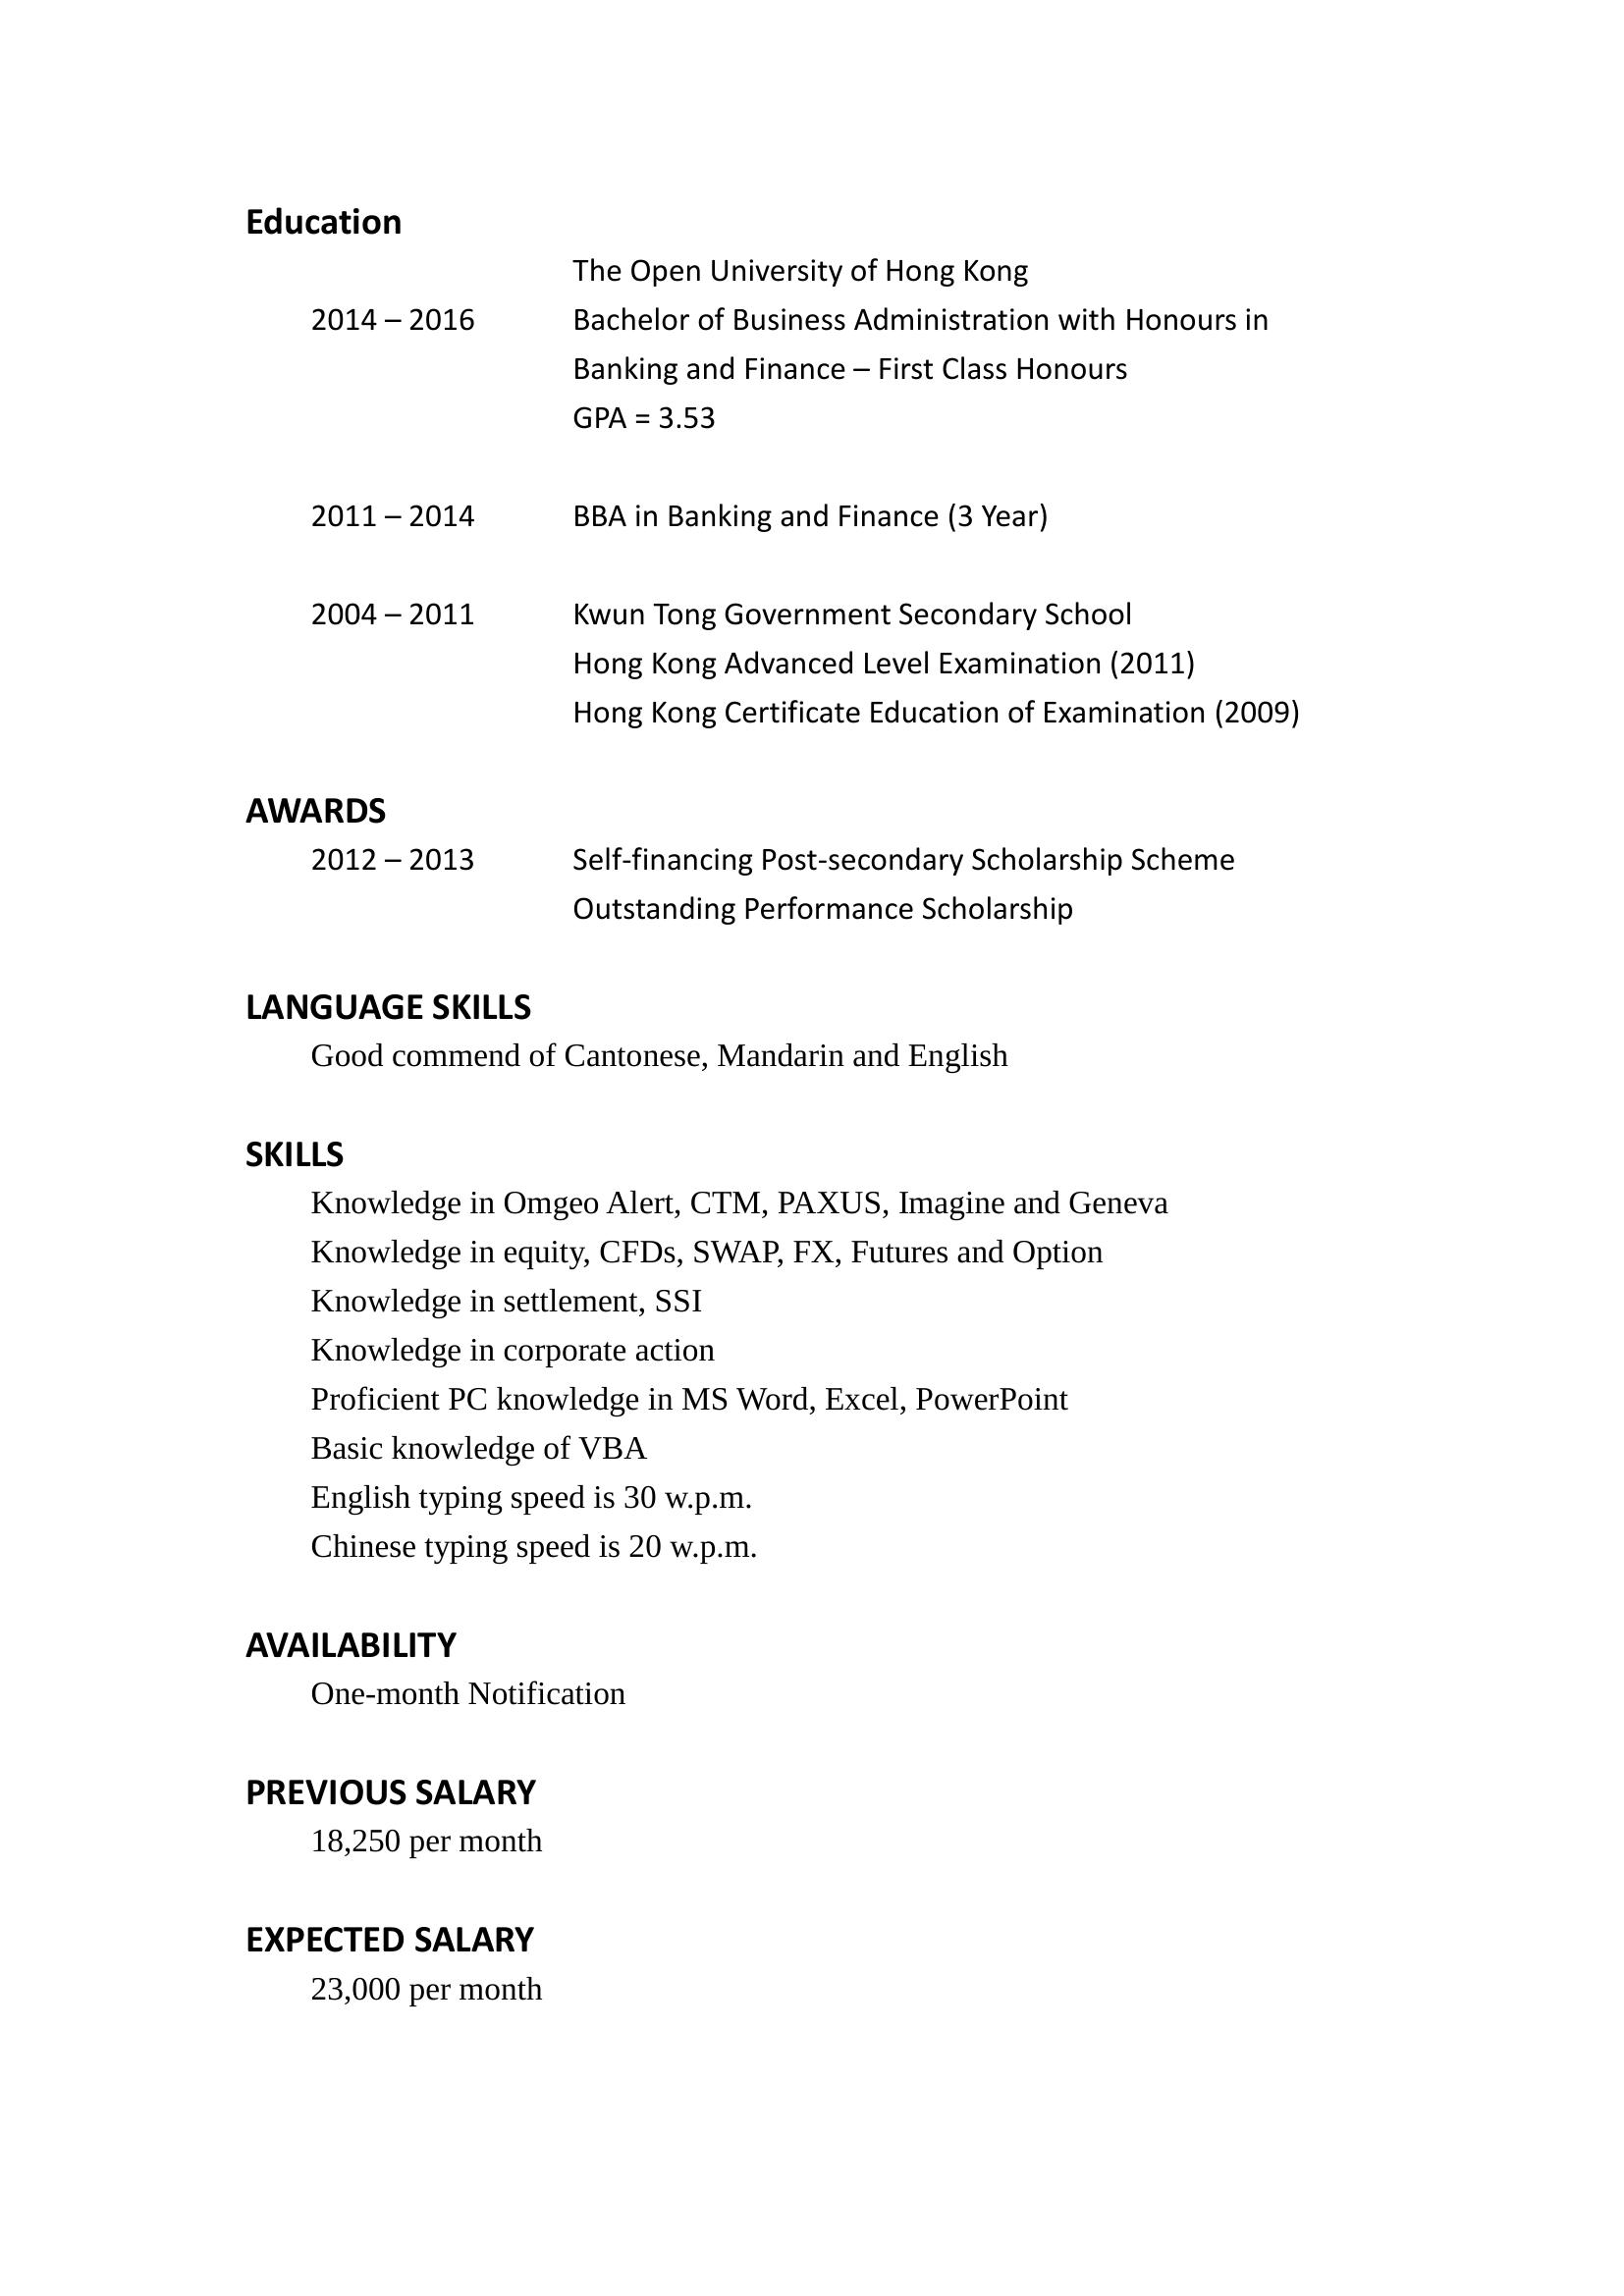 Education
The Open University of Hong Kong
2014 – 2016 Bachelor of Business Administration with Honours in
Banking and Finance – First Class Honours
GPA = 3.53
2011 – 2014 BBA in Banking and Finance (3 Year)
2004 – 2011 Kwun Tong Government Secondary School
Hong Kong Advanced Level Examination (2011)
Hong Kong Certificate Education of Examination (2009)
AWARDS
2012 – 2013 Self-financing Post-secondary Scholarship Scheme
Outstanding Performance Scholarship
LANGUAGE SKILLS
Good commend of Cantonese, Mandarin and English
SKILLS
Knowledge in Omgeo Alert, CTM, PAXUS, Imagine and Geneva
Knowledge in equity, CFDs, SWAP, FX, Futures and Option
Knowledge in settlement, SSI
Knowledge in corporate action
Proficient PC knowledge in MS Word, Excel, PowerPoint
Basic knowledge of VBA
English typing speed is 30 w.p.m.
Chinese typing speed is 20 w.p.m.
AVAILABILITY
One-month Notification
PREVIOUS SALARY
18,250 per month
EXPECTED SALARY
23,000 per month